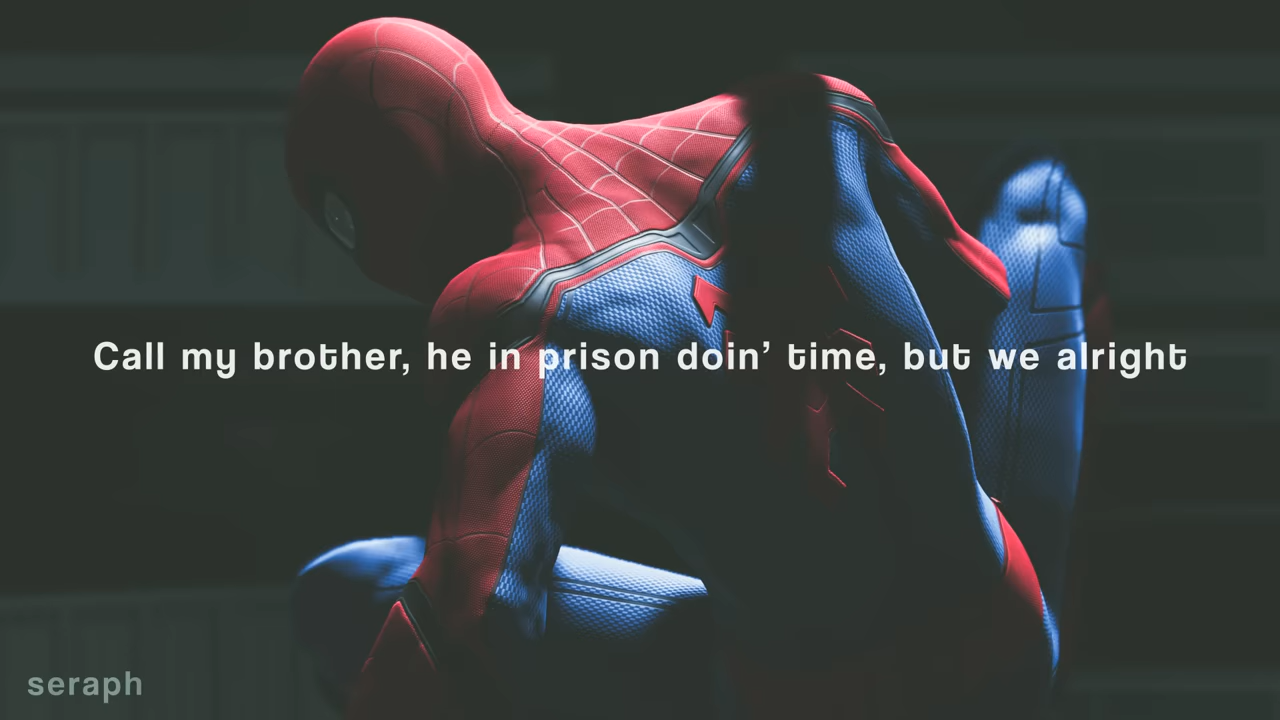 Call my brother, he in prison doin’ time, but we alright
seraph